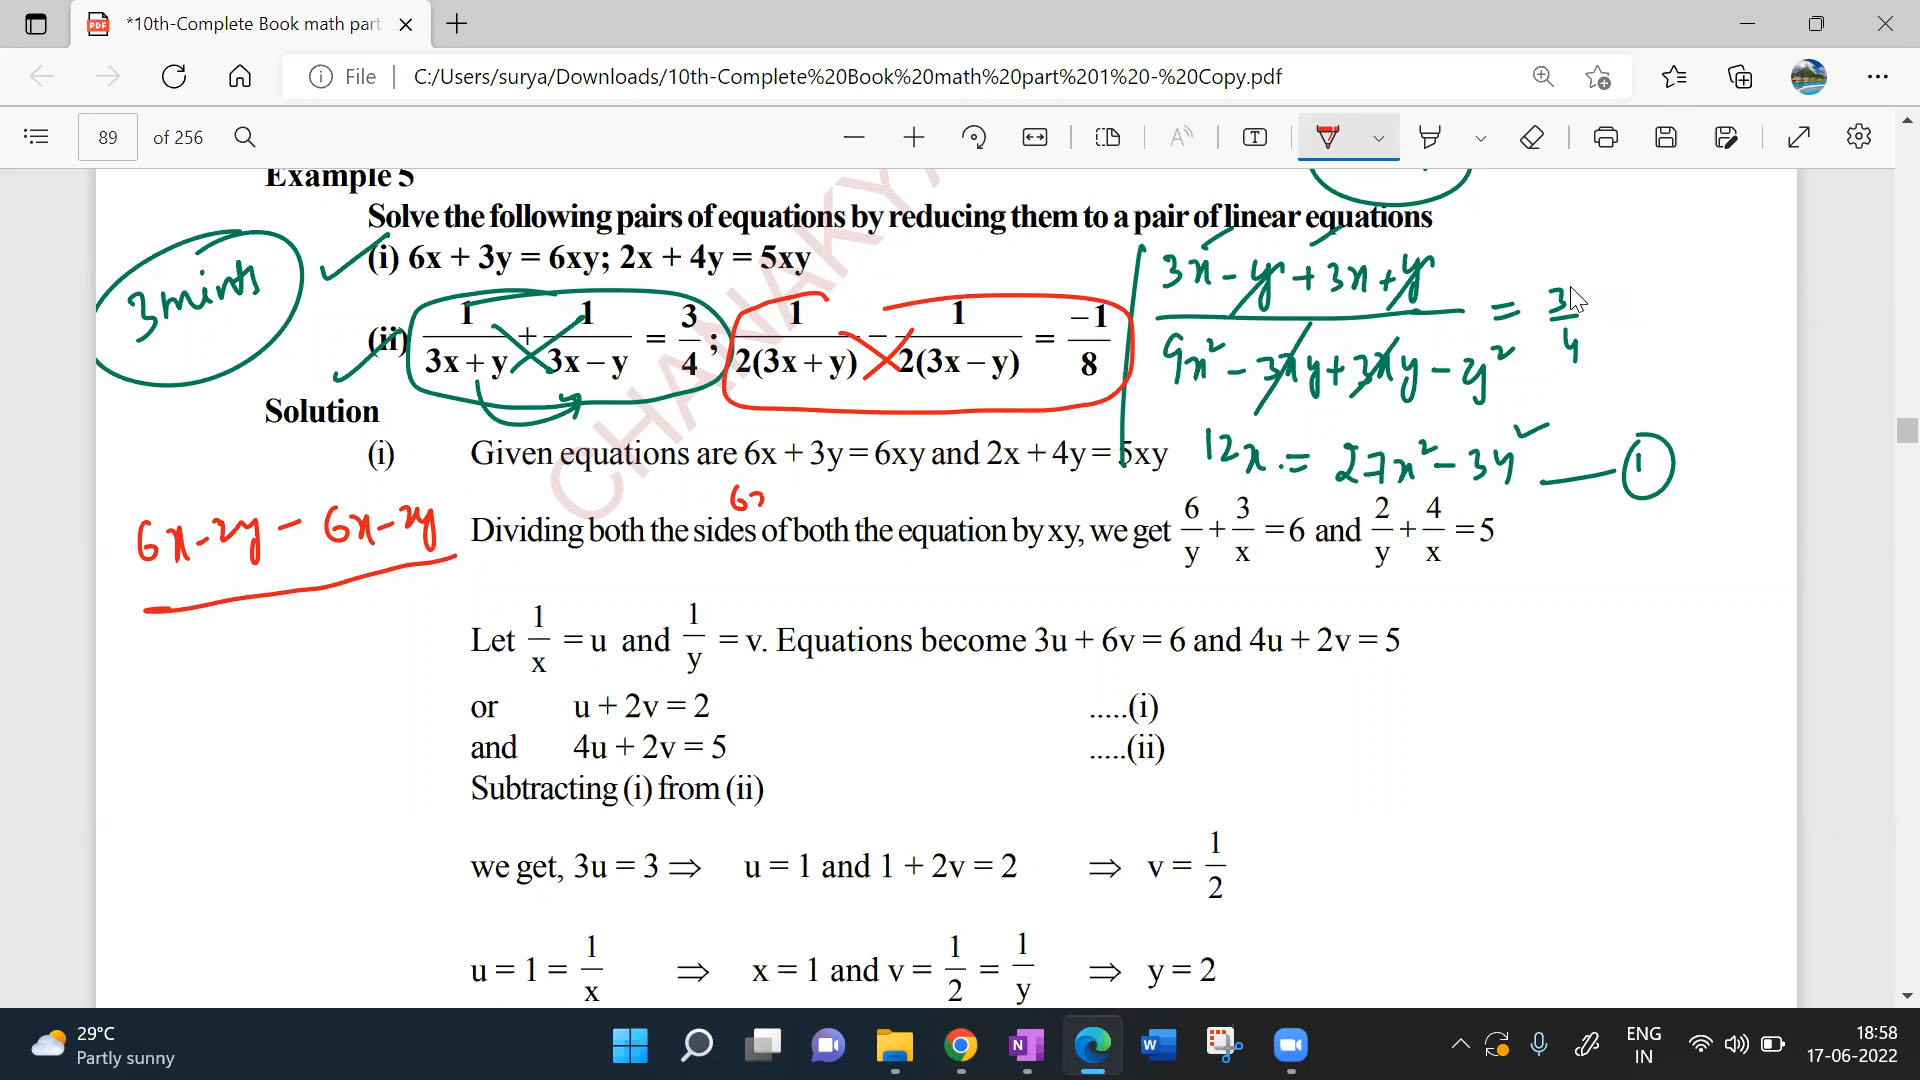 *10th-Complete Book math part
File | C:/Users/surya/Downloads/10th-Complete%20Book%20math%20part%201%20-%20Copy.pdf
89 of 256
Example 5
Solve the following pairs of equations by reducing them to a pair of linear equations
(i) 6x + 3y = 6xy; 2x + 4y = 5xy
3 mints
(ii) 1/(3x + y) + 1/(3x − y) = 3/4 ; 1/(2(3x + y)) − 1/(2(3x − y)) = −1/8
3x - y + 3x + y / 9x² - 3xy + 3xy - y² = 3/4
Solution
(i) Given equations are 6x + 3y = 6xy and 2x + 4y = 5xy
12x = 27x² - 3y² — 1
6x - 2y - 6x - 2y
Dividing both the sides of both the equation by xy, we get 6/y + 3/x = 6 and 2/y + 4/x = 5
Let 1/x = u and 1/y = v. Equations become 3u + 6v = 6 and 4u + 2v = 5
or u + 2v = 2 .....(i)
and 4u + 2v = 5 .....(ii)
Subtracting (i) from (ii)
we get, 3u = 3 ⇒ u = 1 and 1 + 2v = 2 ⇒ v = 1/2
u = 1 = 1/x ⇒ x = 1 and v = 1/2 = 1/y ⇒ y = 2
CHANAKYA
29°C
Partly sunny
ENG
IN
18:58
17-06-2022